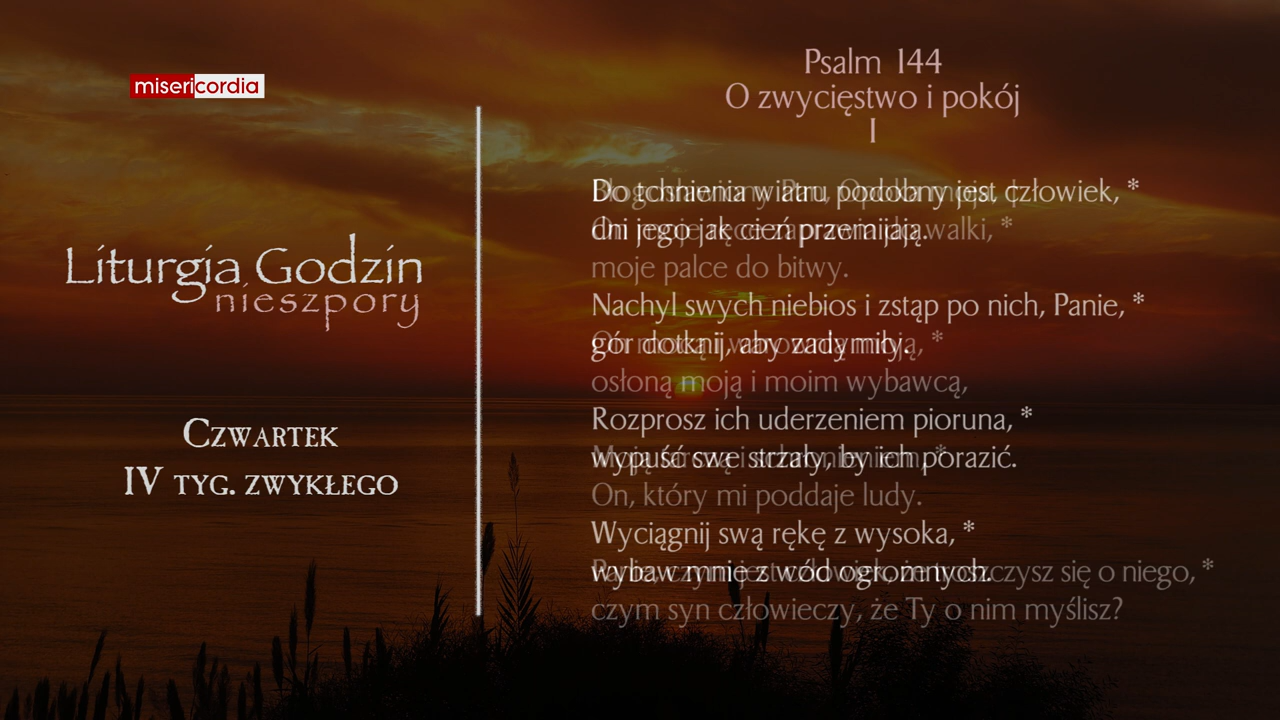 misericordia
Liturgia Godzin
nieszpory
Czwartek
IV tyg. zwykłego
Psalm 144
O zwycięstwo i pokój
I
Do tchnienia wiatru podobny jest człowiek, *
dni jego jak cień przemijają.
walki, *
moje palce do bitwy.
Nachyl swych niebios i zstąp po nich, Panie, *
gór dotknij, aby zadymiły.
osłoną moją i moim wybawcą,
Rozprosz ich uderzeniem pioruna, *
wypuść swe strzały, by ich porazić.
On, który mi poddaje ludy.
Wyciągnij swą rękę z wysoka, *
wybaw mnie z wód ogromnych.
się o niego, *
czym syn człowieczy, że Ty o nim myślisz?